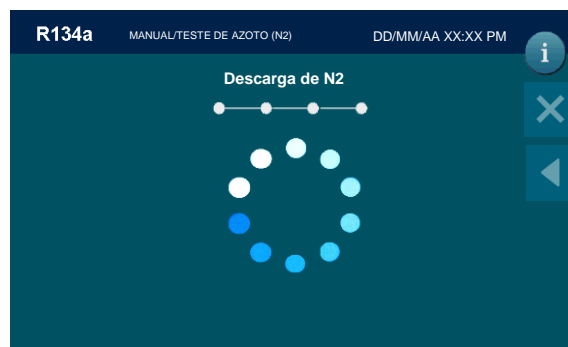 R134a MANUAL/TESTE DE AZOTO (N2) DD/MM/AA XX:XX PM
i
Descarga de N2